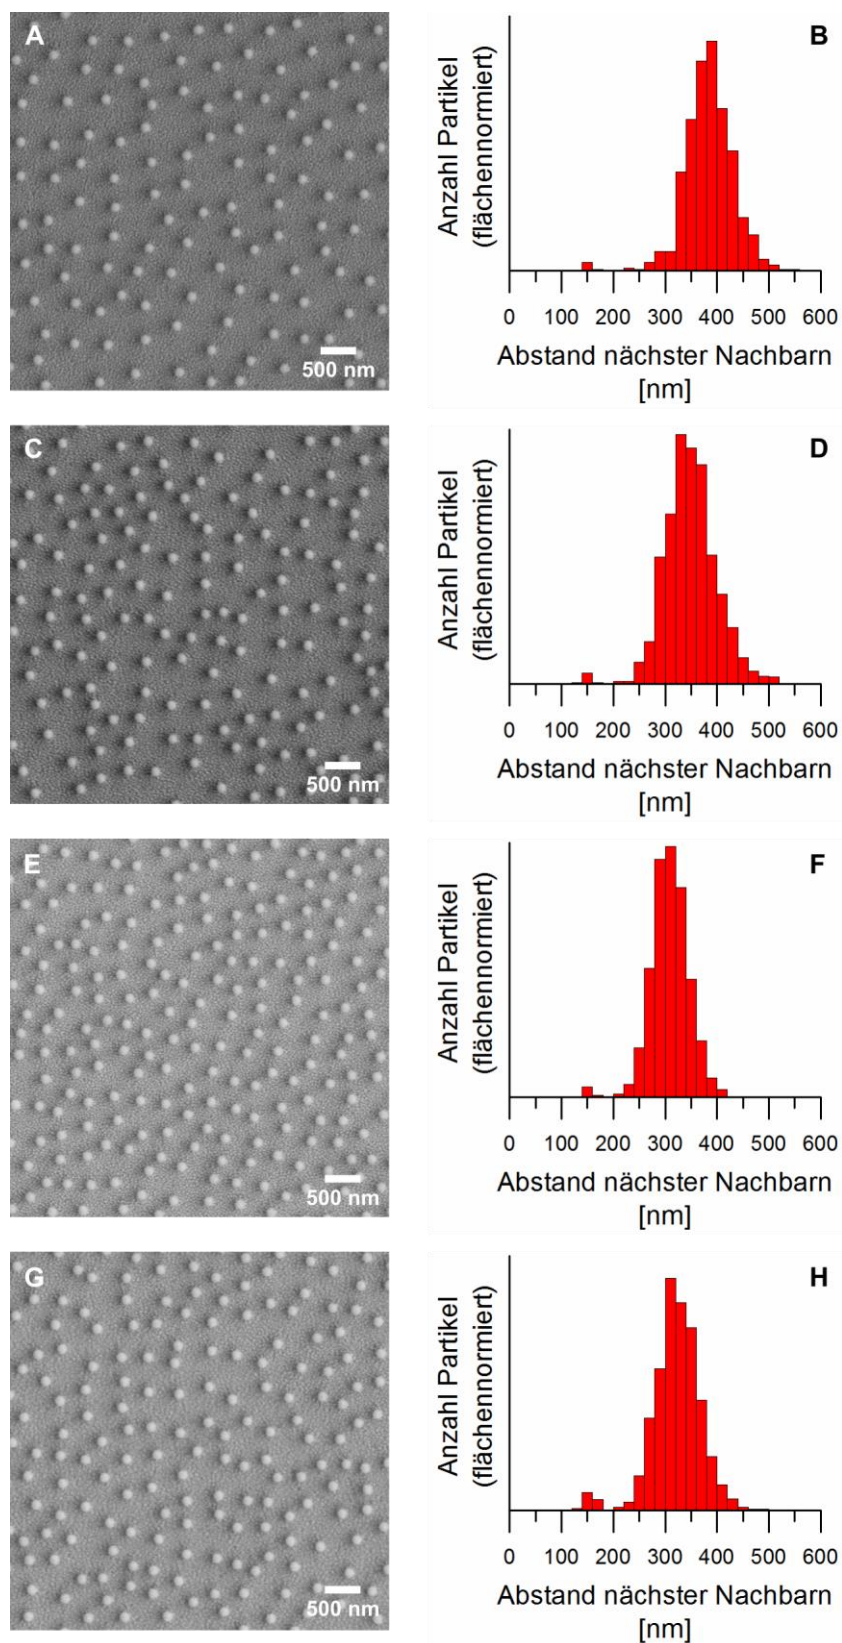 A
500 nm
Anzahl Partikel
(flächennormiert)
B
0 100 200 300 400 500 600
Abstand nächster Nachbarn
[nm]
C
500 nm
Anzahl Partikel
(flächennormiert)
D
0 100 200 300 400 500 600
Abstand nächster Nachbarn
[nm]
E
500 nm
Anzahl Partikel
(flächennormiert)
F
0 100 200 300 400 500 600
Abstand nächster Nachbarn
[nm]
G
500 nm
Anzahl Partikel
(flächennormiert)
H
0 100 200 300 400 500 600
Abstand nächster Nachbarn
[nm]